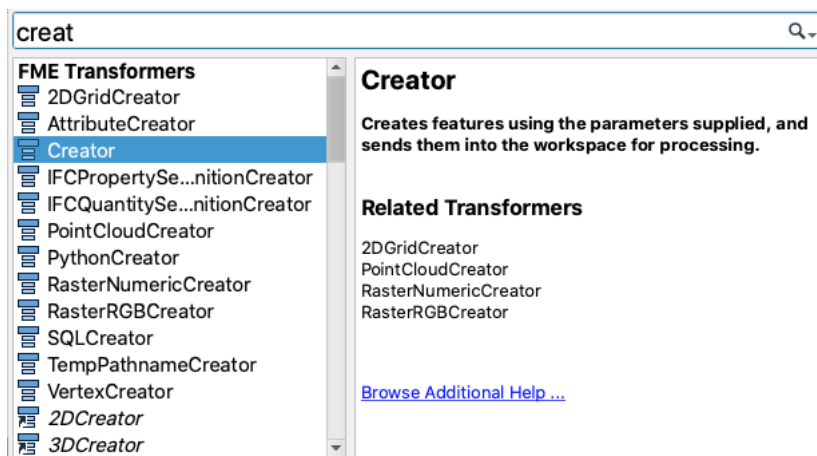 creat
FME Transformers
2DGridCreator
AttributeCreator
Creator
IFCPropertySe...nitionCreator
IFCQuantitySe...nitionCreator
PointCloudCreator
PythonCreator
RasterNumericCreator
RasterRGBCreator
SQLCreator
TempPathnameCreator
VertexCreator
2DCreator
3DCreator
Creator
Creates features using the parameters supplied, and
sends them into the workspace for processing.
Related Transformers
2DGridCreator
PointCloudCreator
RasterNumericCreator
RasterRGBCreator
Browse Additional Help ...